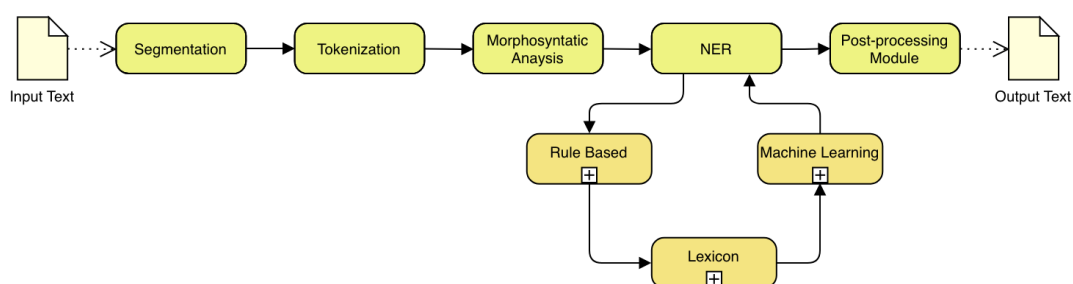 Segmentation
Tokenization
Morphosyntatic
Anaysis
NER
Post-processing
Module
Input Text
Output Text
Rule Based
Machine Learning
Lexicon